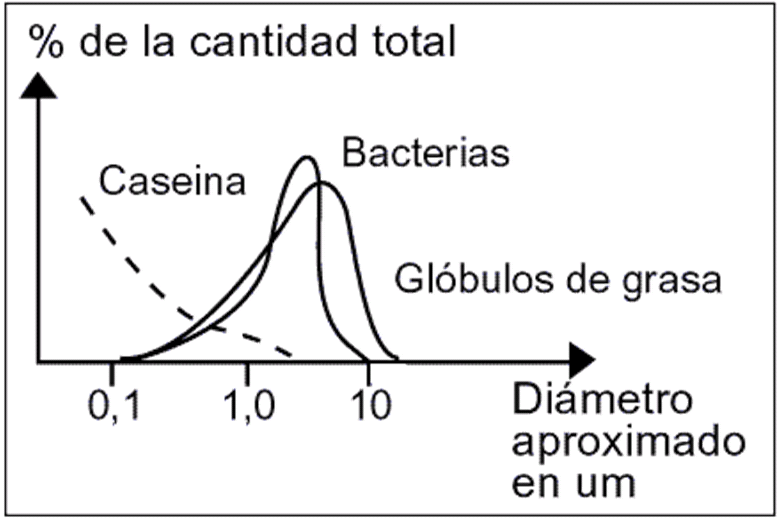 % de la cantidad total
Bacterias
Caseina
Glóbulos de grasa
0,1
1,0
10
Diámetro
aproximado
en um